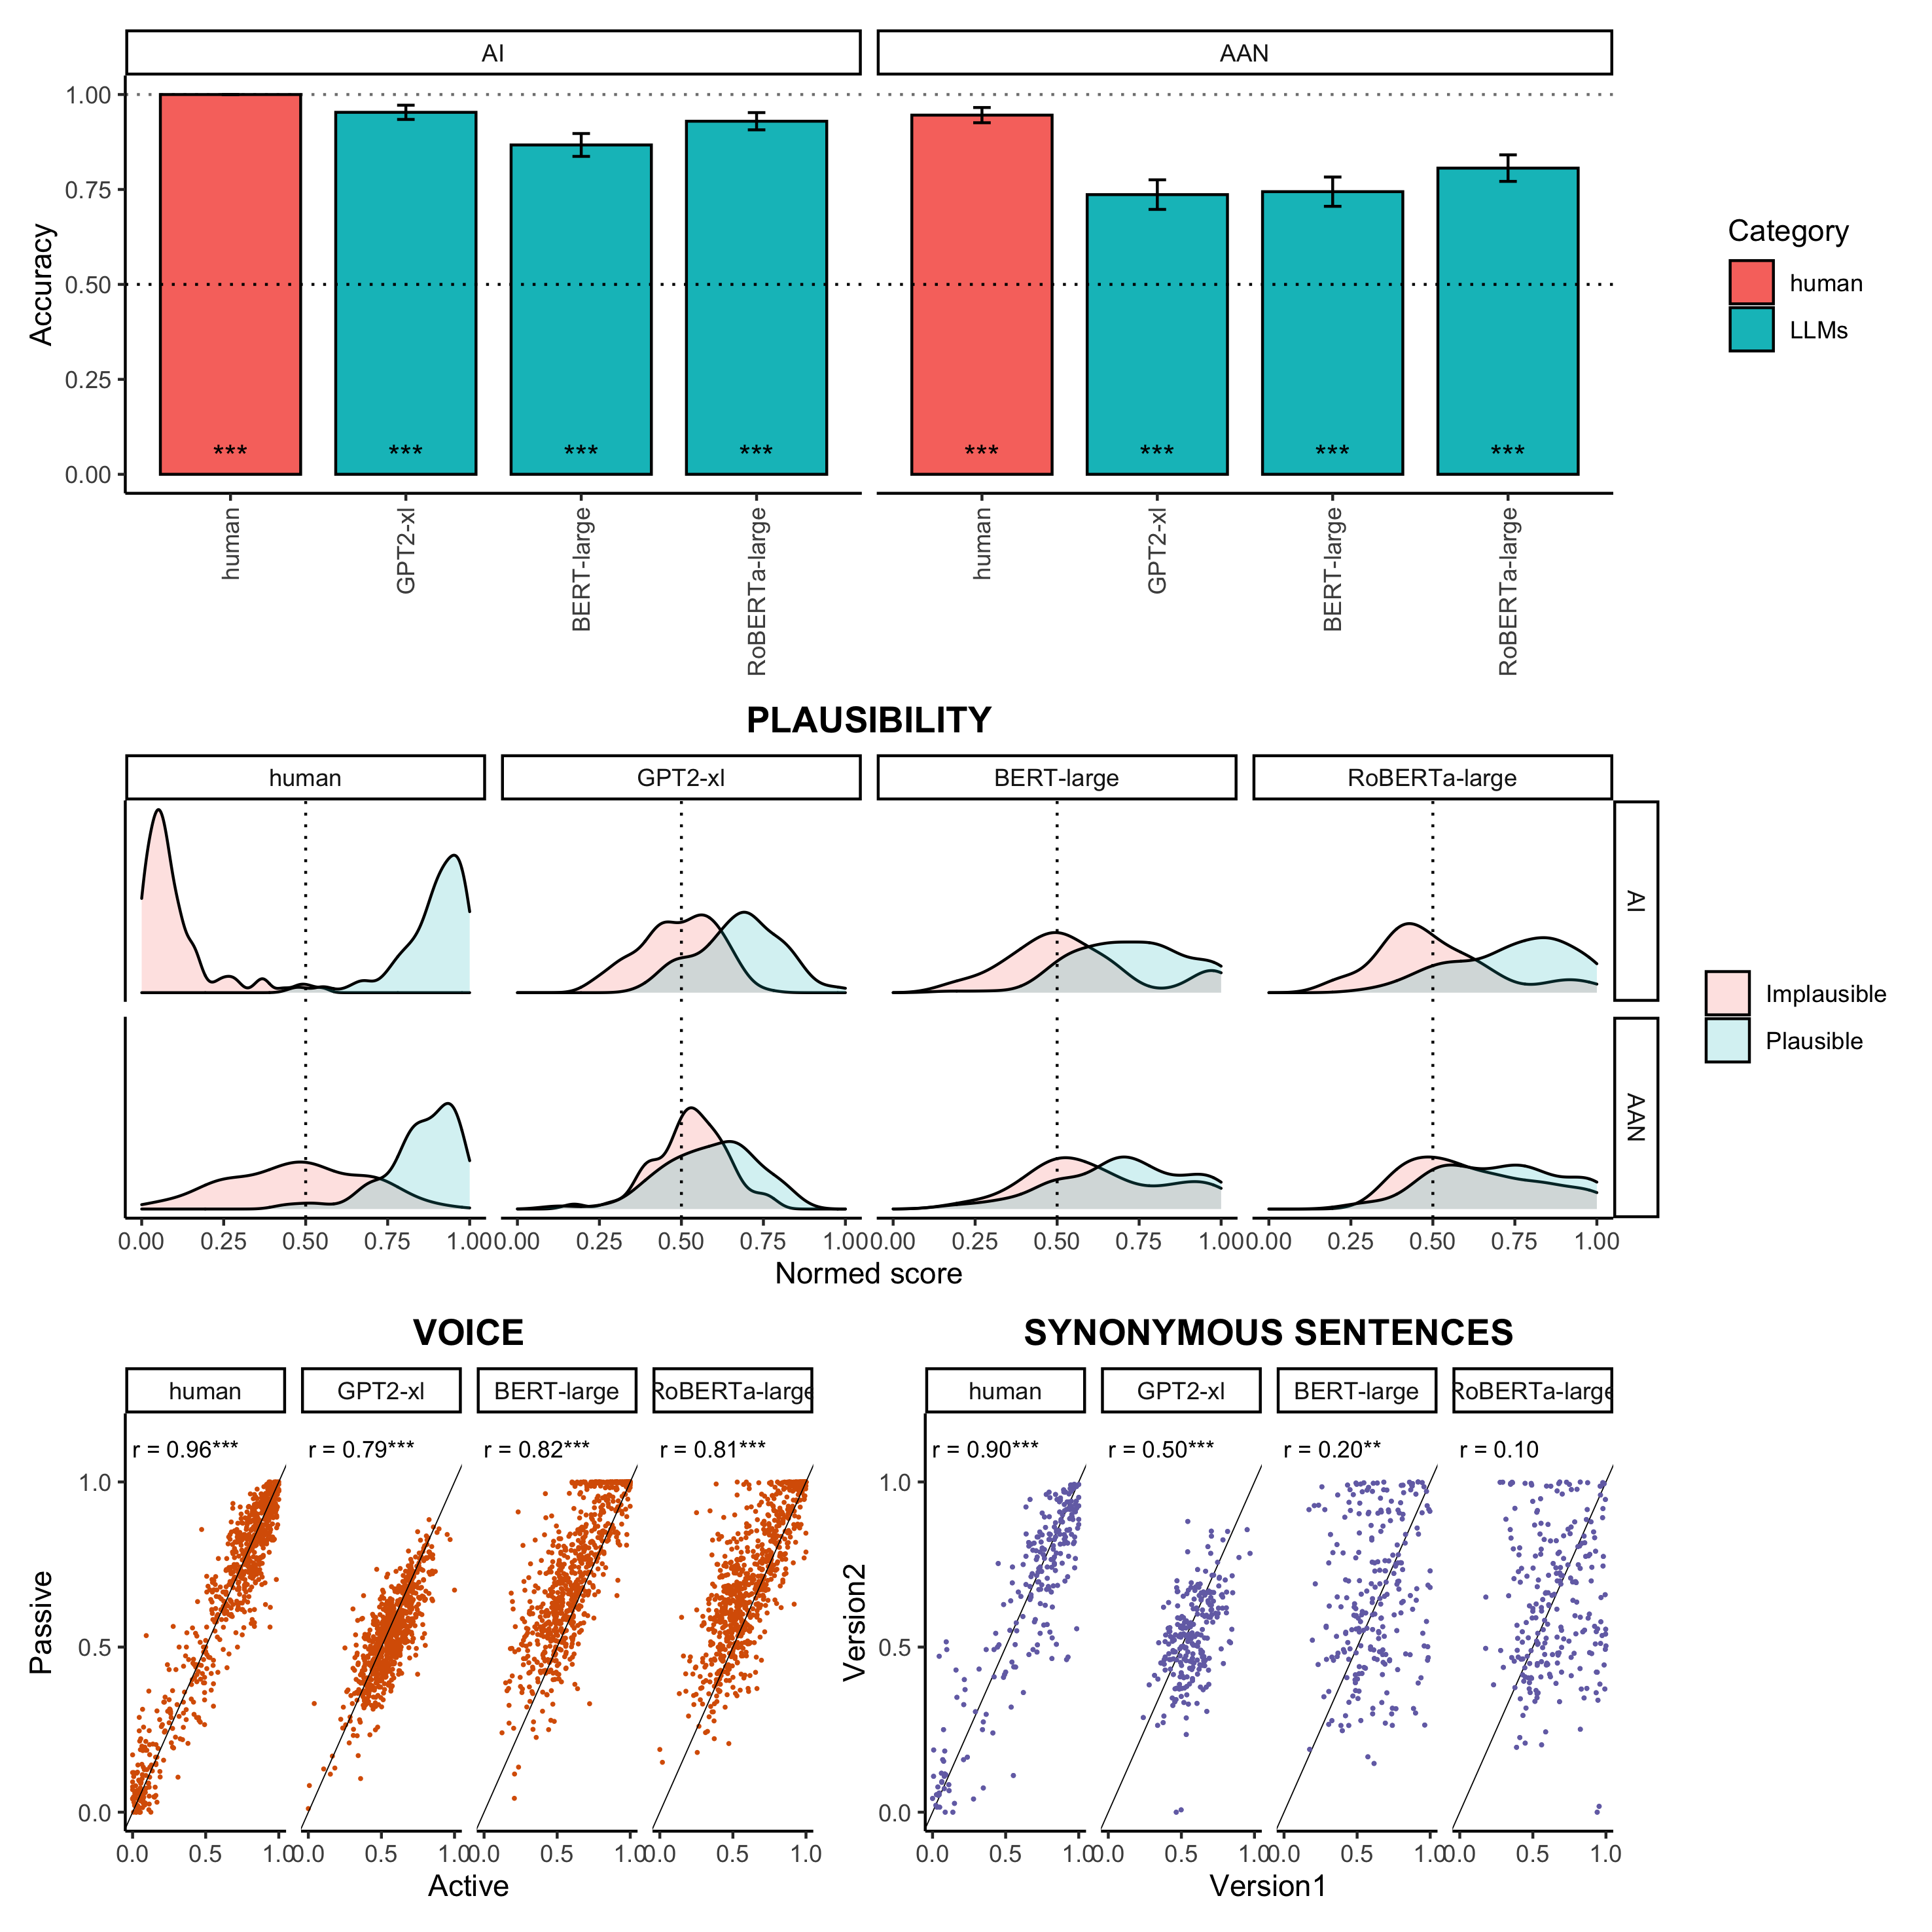 AI AAN
Accuracy
1.00
0.75
0.50
0.25
0.00
*** *** *** *** *** *** *** ***
human GPT2-xl BERT-large RoBERTa-large human GPT2-xl BERT-large RoBERTa-large
Category
human
LLMs
PLAUSIBILITY
human GPT2-xl BERT-large RoBERTa-large
AI
AAN
Implausible
Plausible
0.00 0.25 0.50 0.75 1.00 0.00 0.25 0.50 0.75 1.00 0.00 0.25 0.50 0.75 1.00 0.00 0.25 0.50 0.75 1.00
Normed score
VOICE
human GPT2-xl BERT-large RoBERTa-large
r = 0.96*** r = 0.79*** r = 0.82*** r = 0.81***
Passive
1.0
0.5
0.0
0.0 0.5 1.0 0.0 0.5 1.0 0.0 0.5 1.0 0.0 0.5 1.0
Active
SYNONYMOUS SENTENCES
human GPT2-xl BERT-large RoBERTa-large
r = 0.90*** r = 0.50*** r = 0.20** r = 0.10
Version2
1.0
0.5
0.0
0.0 0.5 1.0 0.0 0.5 1.0 0.0 0.5 1.0 0.0 0.5 1.0
Version1